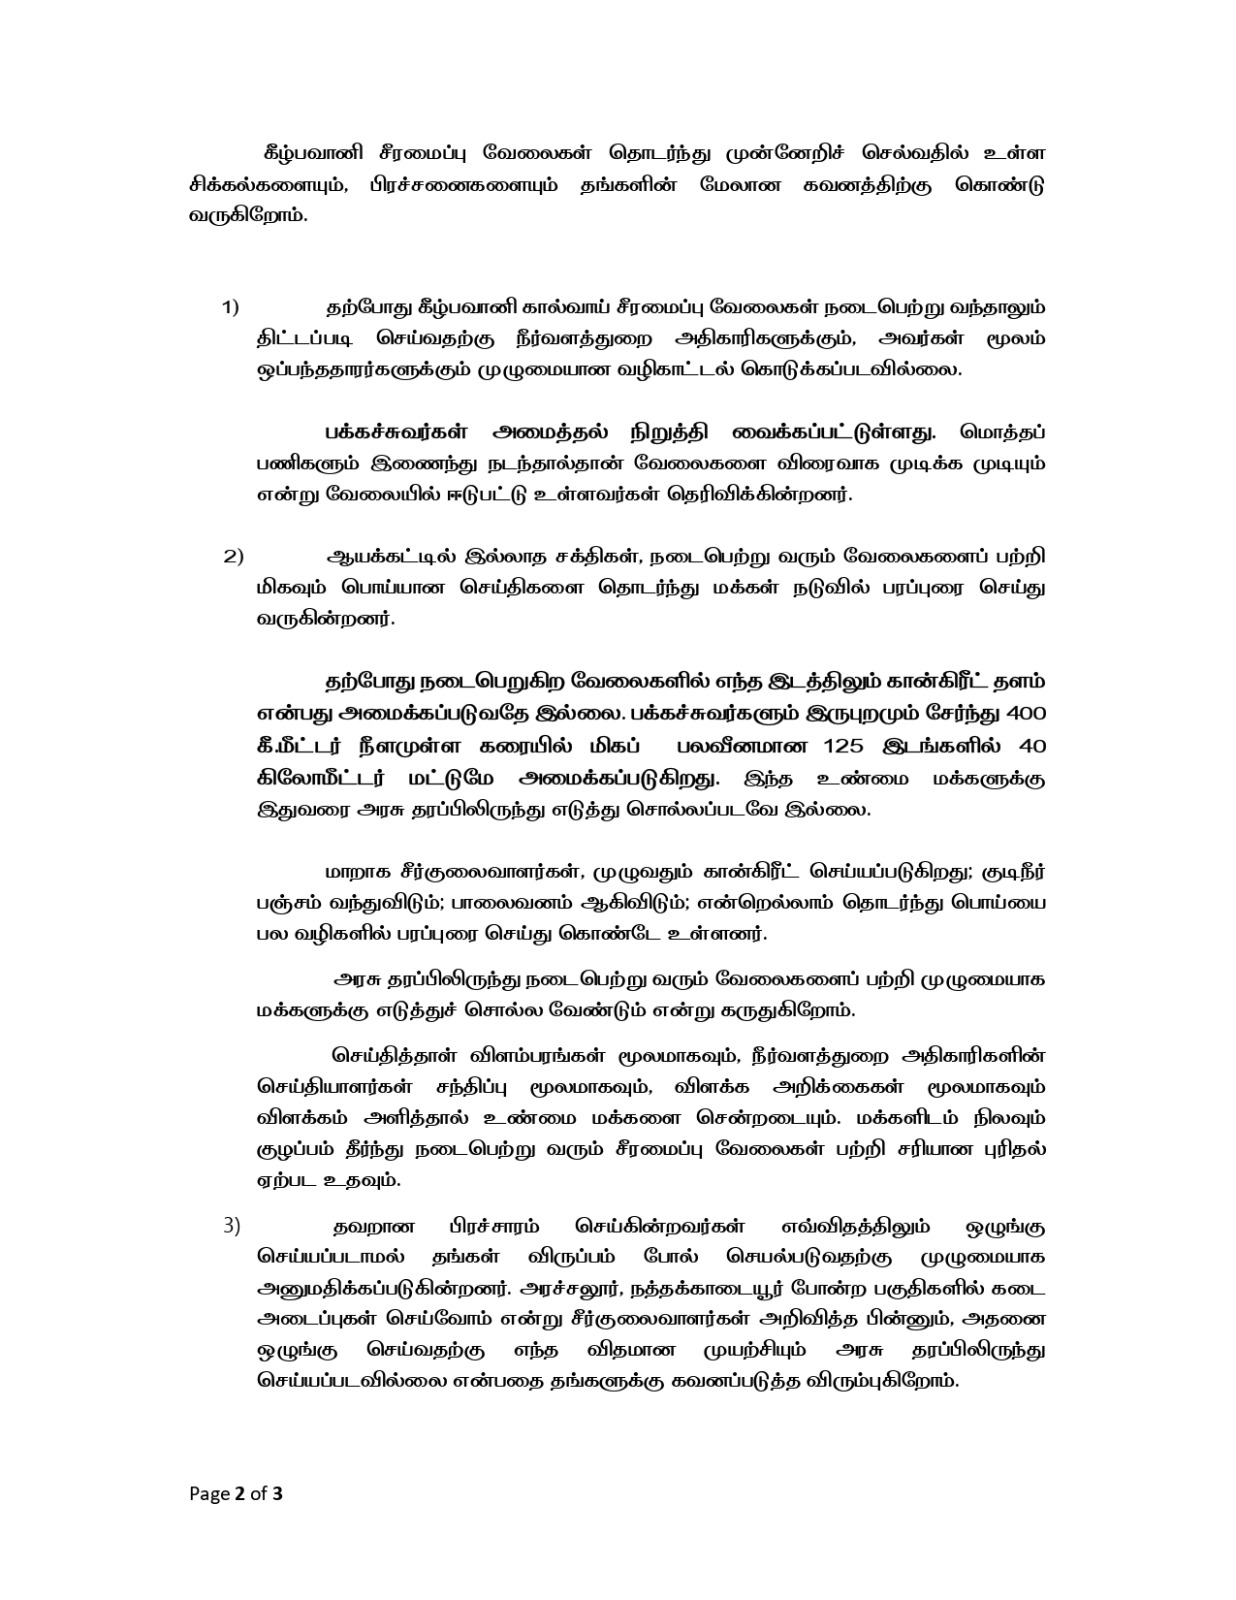 கீழ்பவானி சீரமைப்பு வேலைகள் தொடர்ந்து முன்னேறிச் செல்வதில் உள்ள
சிக்கல்களையும், பிரச்சனைகளையும் தங்களின் மேலான கவனத்திற்கு கொண்டு
வருகிறோம்.
1) தற்போது கீழ்பவானி கால்வாய் சீரமைப்பு வேலைகள் நடைபெற்று வந்தாலும்
திட்டப்படி செய்வதற்கு நீர்வளத்துறை அதிகாரிகளுக்கும், அவர்கள் மூலம்
ஒப்பந்ததாரர்களுக்கும் முழுமையான வழிகாட்டல் கொடுக்கப்படவில்லை.
பக்கச்சுவர்கள் அமைத்தல் நிறுத்தி வைக்கப்பட்டுள்ளது. மொத்தப்
பணிகளும் இணைந்து நடந்தால்தான் வேலைகளை விரைவாக முடிக்க முடியும்
என்று வேலையில் ஈடுபட்டு உள்ளவர்கள் தெரிவிக்கின்றனர்.
2) ஆயக்கட்டில் இல்லாத சக்திகள், நடைபெற்று வரும் வேலைகளைப் பற்றி
மிகவும் பொய்யான செய்திகளை தொடர்ந்து மக்கள் நடுவில் பரப்புரை செய்து
வருகின்றனர்.
தற்போது நடைபெறுகிற வேலைகளில் எந்த இடத்திலும் கான்கிரீட் தளம்
என்பது அமைக்கப்படுவதே இல்லை. பக்கச்சுவர்களும் இருபுறமும் சேர்ந்து 400
கீ.மீட்டர் நீளமுள்ள கரையில் மிகப் பலவீனமான 125 இடங்களில் 40
கிலோமீட்டர் மட்டுமே அமைக்கப்படுகிறது. இந்த உண்மை மக்களுக்கு
இதுவரை அரசு தரப்பிலிருந்து எடுத்து சொல்லப்படவே இல்லை.
மாறாக சீர்குலைவாளர்கள், முழுவதும் கான்கிரீட் செய்யப்படுகிறது; குடிநீர்
பஞ்சம் வந்துவிடும்; பாலைவனம் ஆகிவிடும்; என்றெல்லாம் தொடர்ந்து பொய்யை
பல வழிகளில் பரப்புரை செய்து கொண்டே உள்ளனர்.
அரசு தரப்பிலிருந்து நடைபெற்று வரும் வேலைகளைப் பற்றி முழுமையாக
மக்களுக்கு எடுத்துச் சொல்ல வேண்டும் என்று கருதுகிறோம்.
செய்தித்தாள் விளம்பரங்கள் மூலமாகவும், நீர்வளத்துறை அதிகாரிகளின்
செய்தியாளர்கள் சந்திப்பு மூலமாகவும், விளக்க அறிக்கைகள் மூலமாகவும்
விளக்கம் அளித்தால் உண்மை மக்களை சென்றடையும். மக்களிடம் நிலவும்
குழப்பம் தீர்ந்து நடைபெற்று வரும் சீரமைப்பு வேலைகள் பற்றி சரியான புரிதல்
ஏற்பட உதவும்.
3) தவறான பிரச்சாரம் செய்கின்றவர்கள் எவ்விதத்திலும் ஒழுங்கு
செய்யப்படாமல் தங்கள் விருப்பம் போல் செயல்படுவதற்கு முழுமையாக
அனுமதிக்கப்படுகின்றனர். அரச்சலூர், நத்தக்காடையூர் போன்ற பகுதிகளில் கடை
அடைப்புகள் செய்வோம் என்று சீர்குலைவாளர்கள் அறிவித்த பின்னும், அதனை
ஒழுங்கு செய்வதற்கு எந்த விதமான முயற்சியும் அரசு தரப்பிலிருந்து
செய்யப்படவில்லை என்பதை தங்களுக்கு கவனப்படுத்த விரும்புகிறோம்.
Page 2 of 3